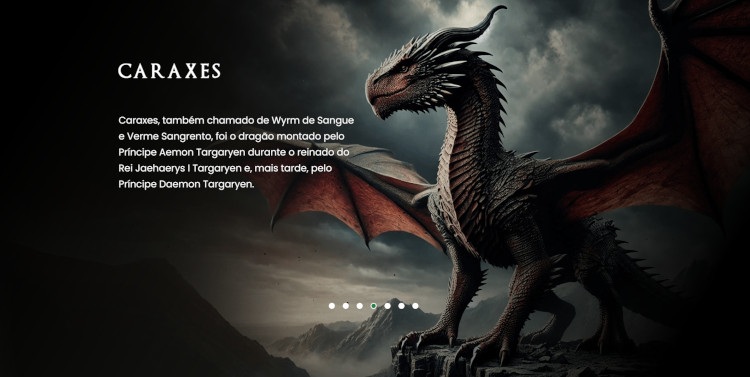 CARAXES
Caraxes, também chamado de Wyrm de Sangue
e Verme Sangrento, foi o dragão montado pelo
Príncipe Aemon Targaryen durante o reinado do
Rei Jaehaerys I Targaryen e, mais tarde, pelo
Príncipe Daemon Targaryen.